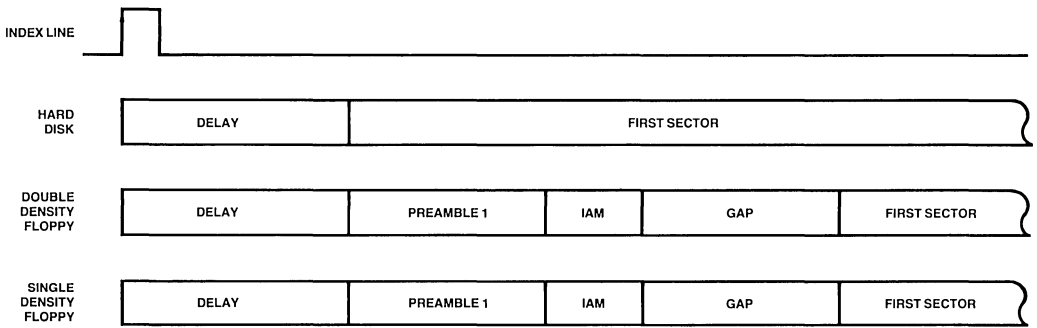 INDEX LINE
HARD
DISK
DELAY
FIRST SECTOR
DOUBLE
DENSITY
FLOPPY
DELAY
PREAMBLE 1
IAM
GAP
FIRST SECTOR
SINGLE
DENSITY
FLOPPY
DELAY
PREAMBLE 1
IAM
GAP
FIRST SECTOR